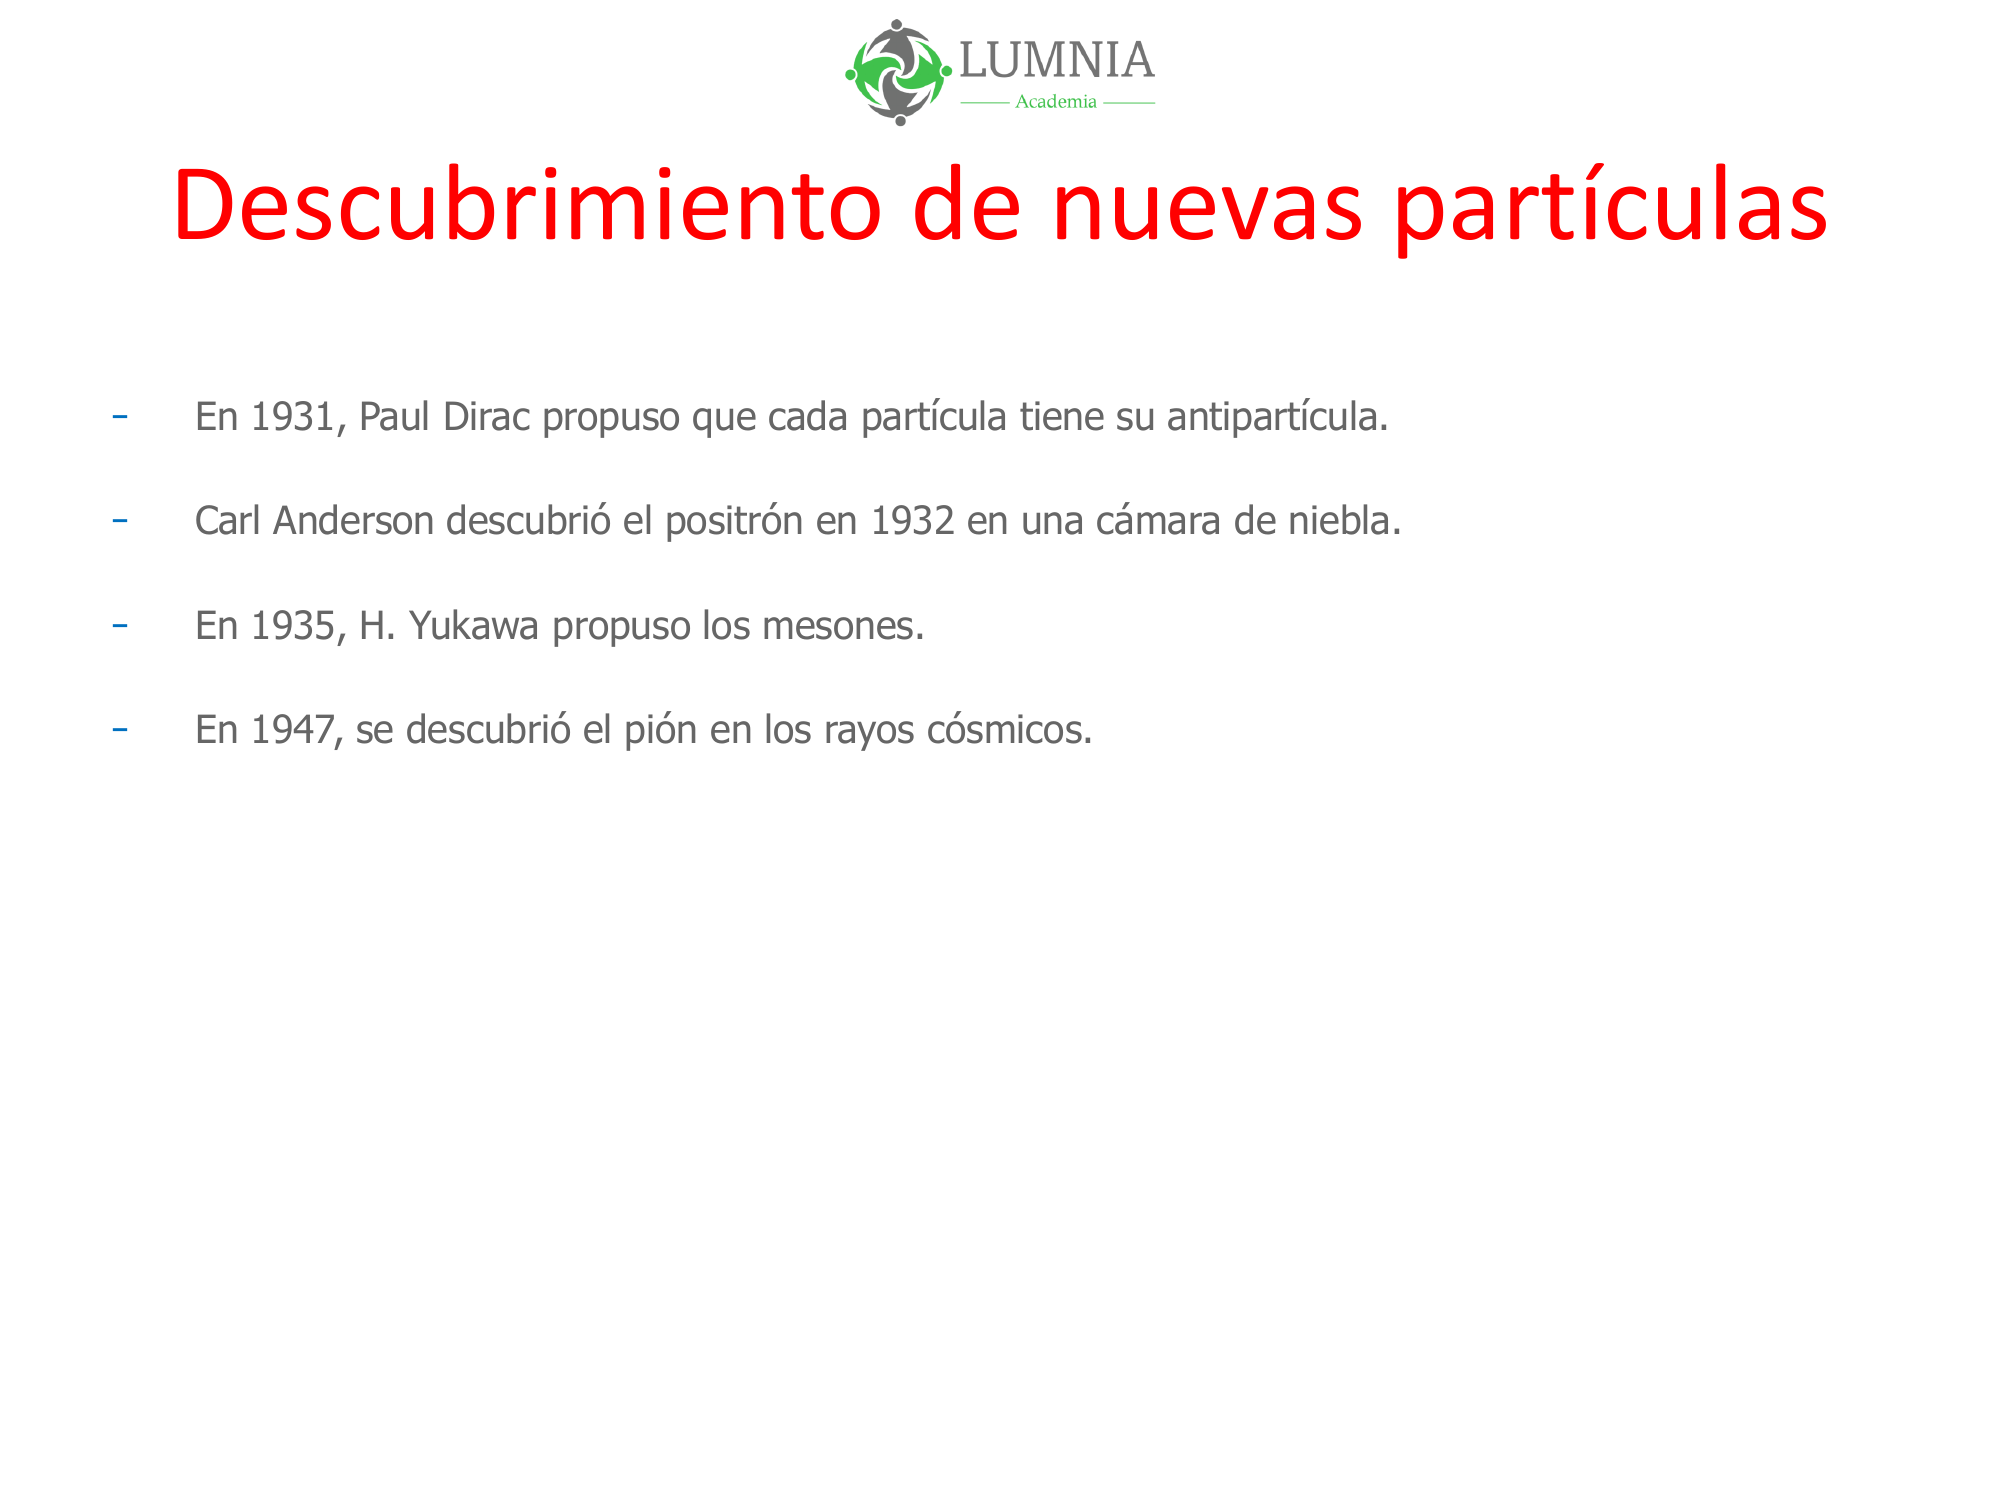 LUMNIA
Academia
Descubrimiento de nuevas partículas
- En 1931, Paul Dirac propuso que cada partícula tiene su antipartícula.
- Carl Anderson descubrió el positrón en 1932 en una cámara de niebla.
- En 1935, H. Yukawa propuso los mesones.
- En 1947, se descubrió el pión en los rayos cósmicos.